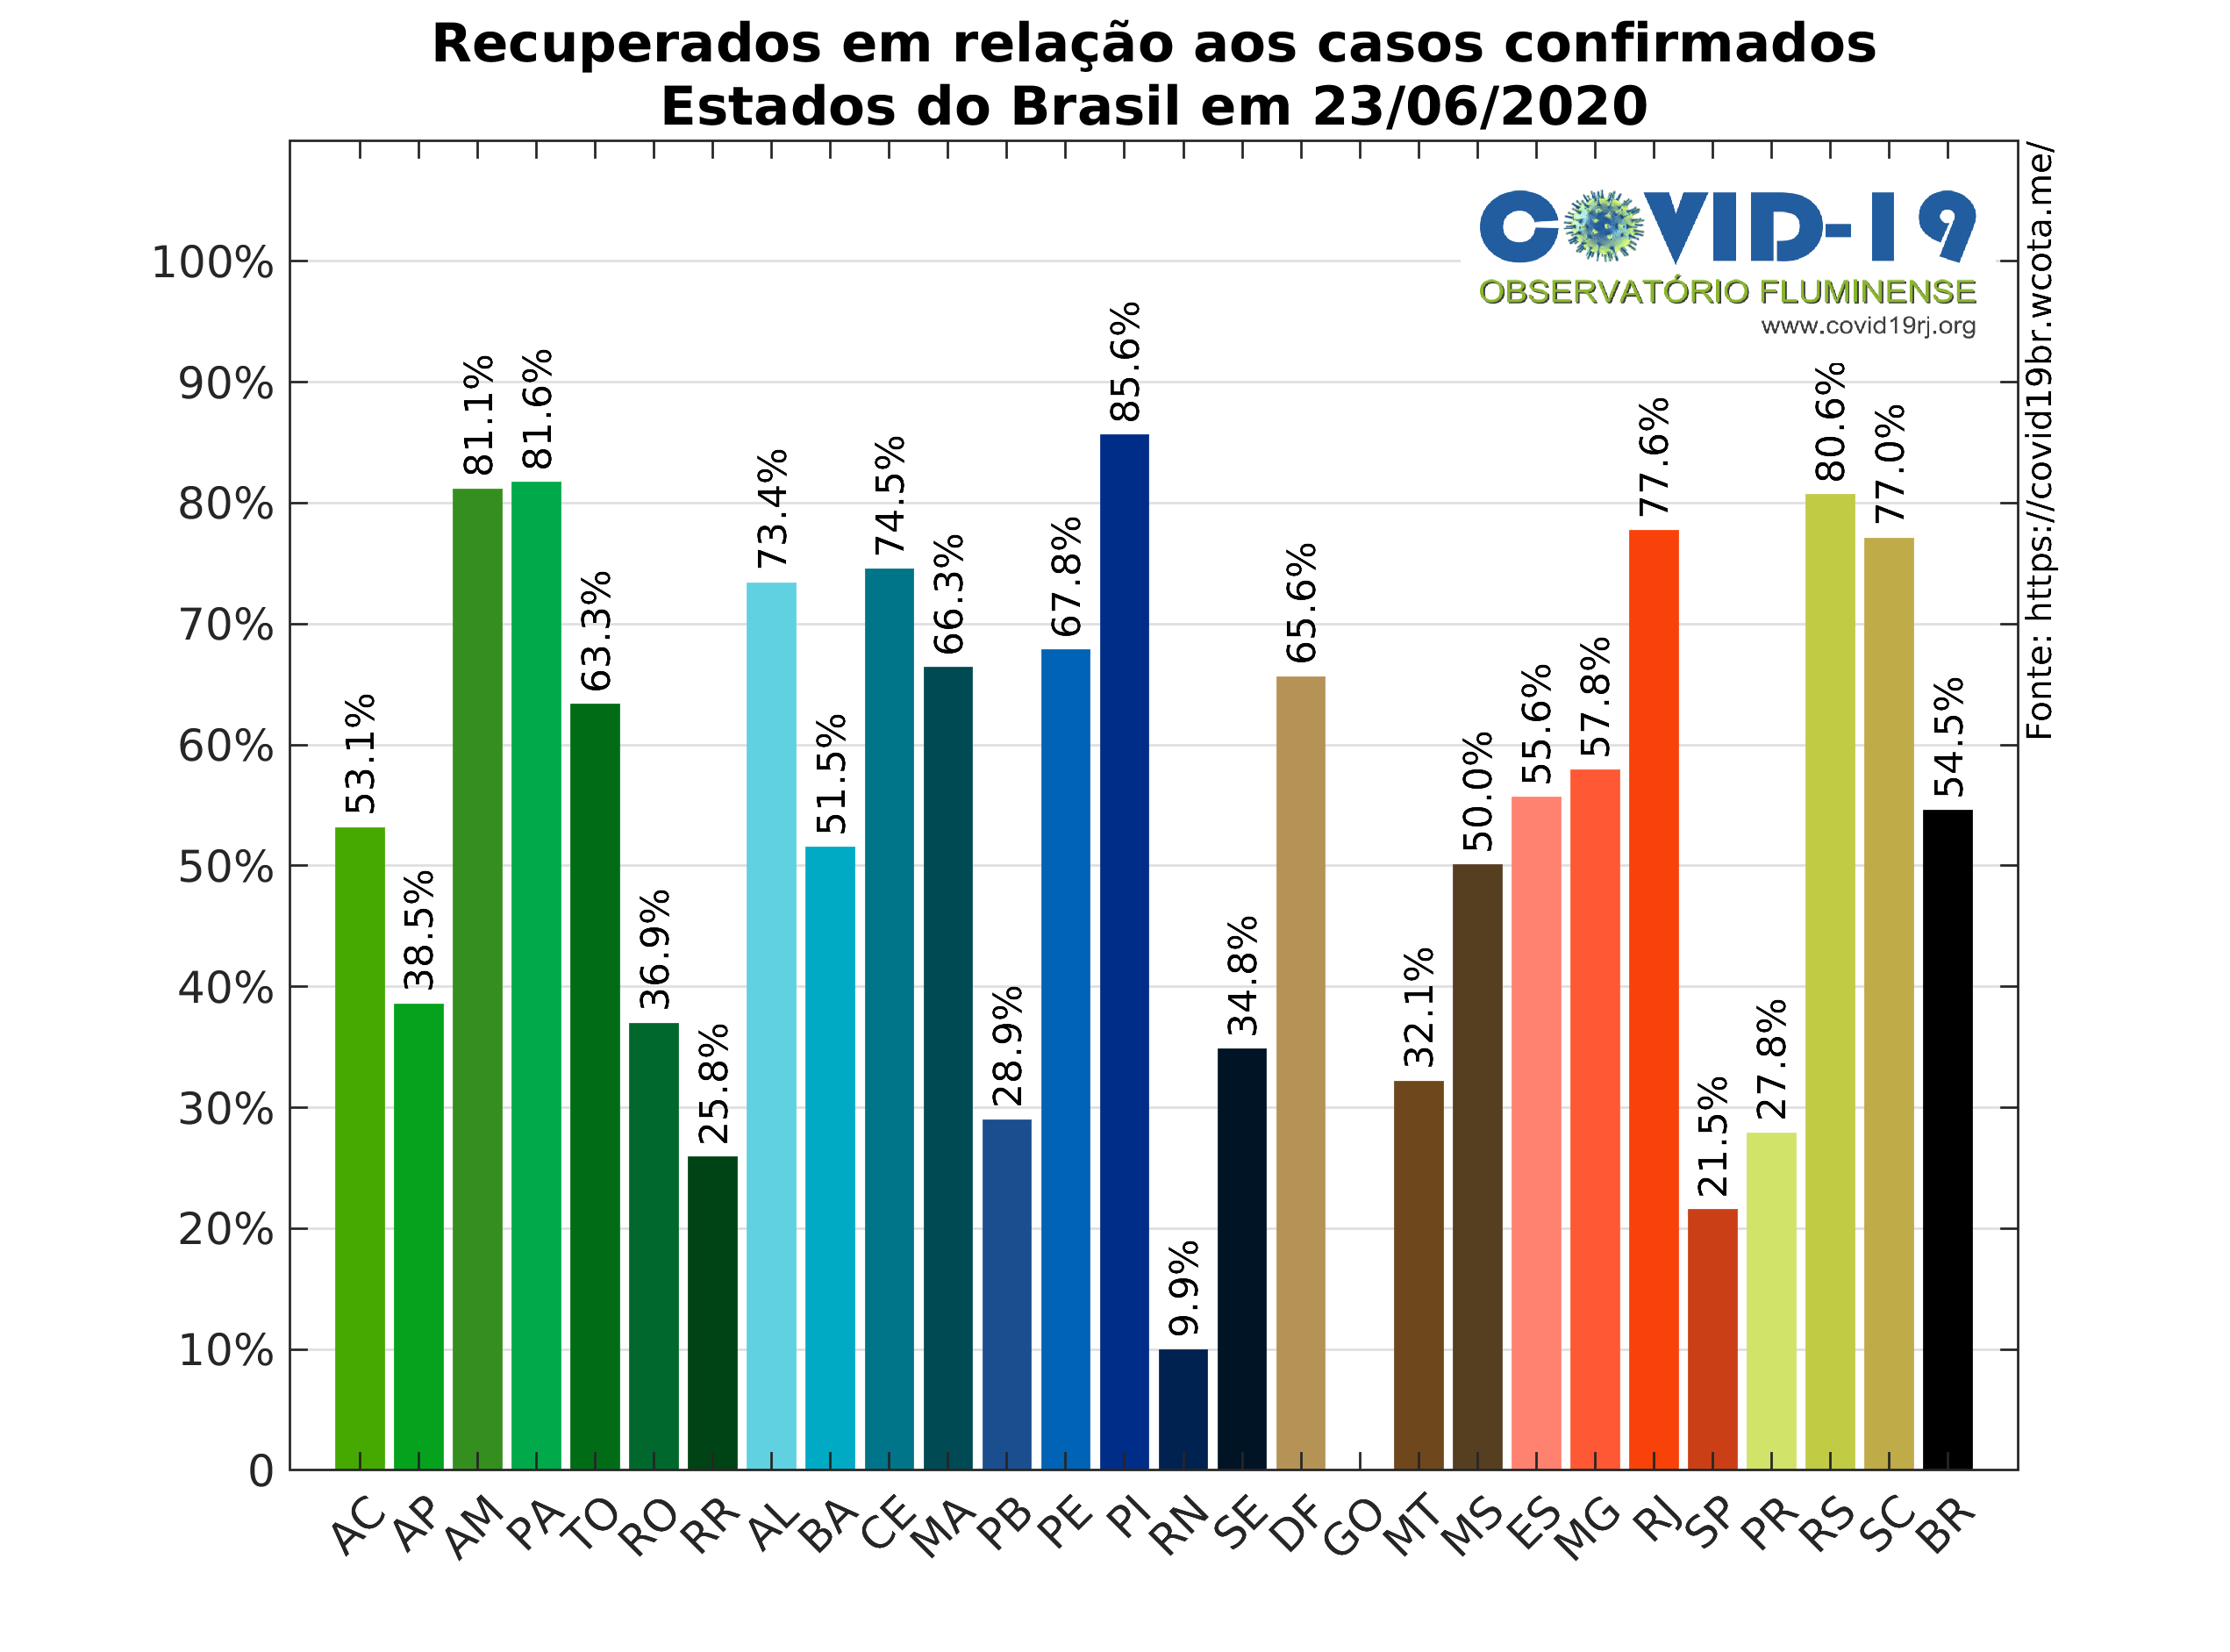 Recuperados em relação aos casos confirmados
Estados do Brasil em 23/06/2020
COVID-19
OBSERVATÓRIO FLUMINENSE
www.covid19rj.org
Fonte: https://covid19br.wcota.me/
100%
90%
80%
70%
60%
50%
40%
30%
20%
10%
0
53.1%
38.5%
81.1%
81.6%
63.3%
36.9%
25.8%
73.4%
51.5%
74.5%
66.3%
28.9%
67.8%
85.6%
9.9%
34.8%
65.6%
32.1%
50.0%
55.6%
57.8%
77.6%
21.5%
27.8%
80.6%
77.0%
54.5%
AC
AP
AM
PA
TO
RO
RR
AL
BA
CE
MA
PB
PE
PI
RN
SE
DF
GO
MT
MS
ES
MG
RJ
SP
PR
RS
SC
BR